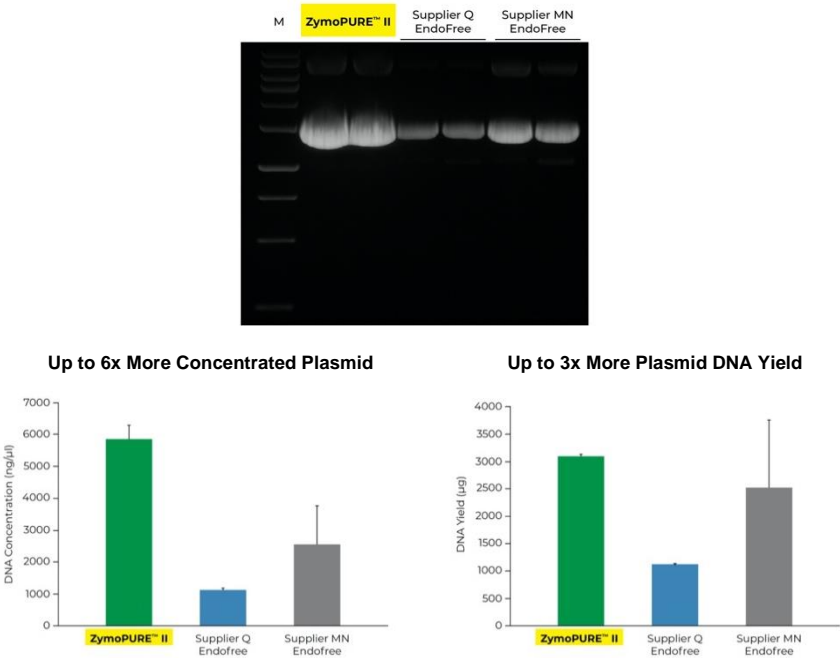 M
ZymoPURE™ II
Supplier Q
EndoFree
Supplier MN
EndoFree
Up to 6x More Concentrated Plasmid
7000
6000
5000
4000
3000
2000
1000
0
DNA Concentration (ng/µl)
ZymoPURE™ II
Supplier Q
Endofree
Supplier MN
Endofree
Up to 3x More Plasmid DNA Yield
4000
3500
3000
2500
2000
1500
1000
500
0
DNA Yield (µg)
ZymoPURE™ II
Supplier Q
Endofree
Supplier MN
Endofree